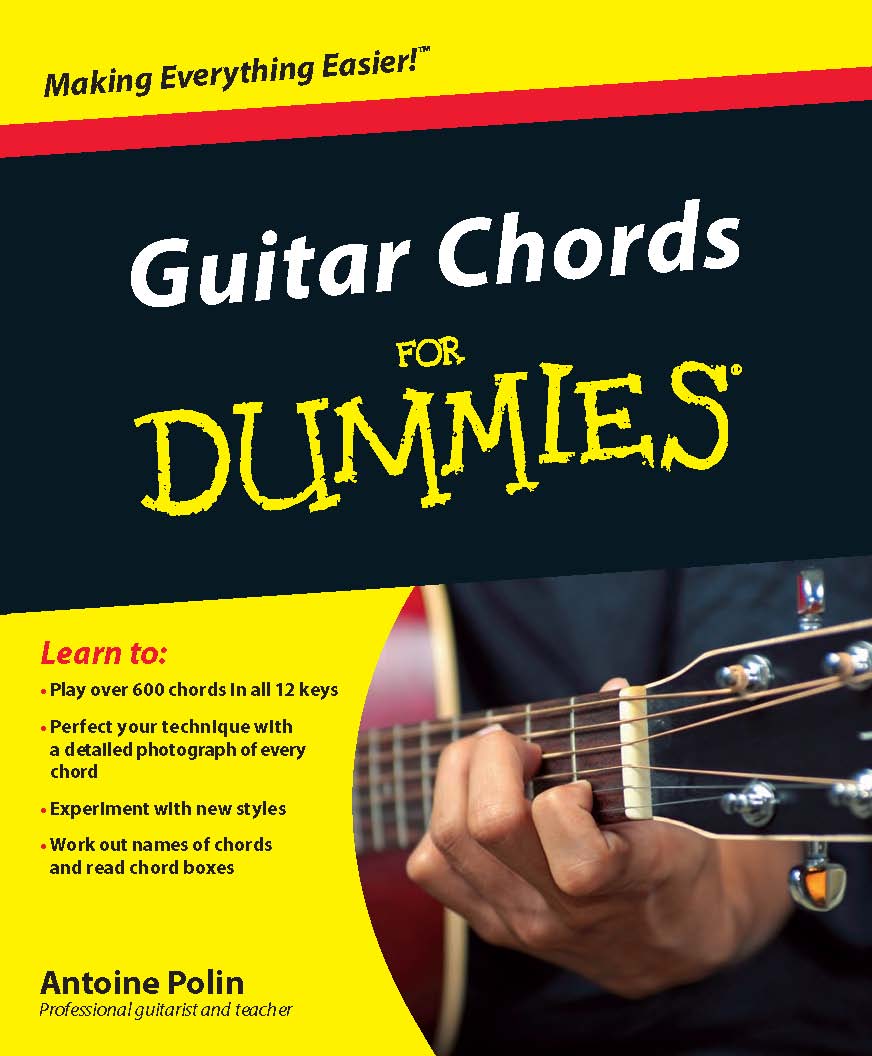 Making Everything Easier!™
Guitar Chords
FOR
DUMMIES®
Learn to:
• Play over 600 chords in all 12 keys
• Perfect your technique with
a detailed photograph of every
chord
• Experiment with new styles
• Work out names of chords
and read chord boxes
Antoine Polin
Professional guitarist and teacher